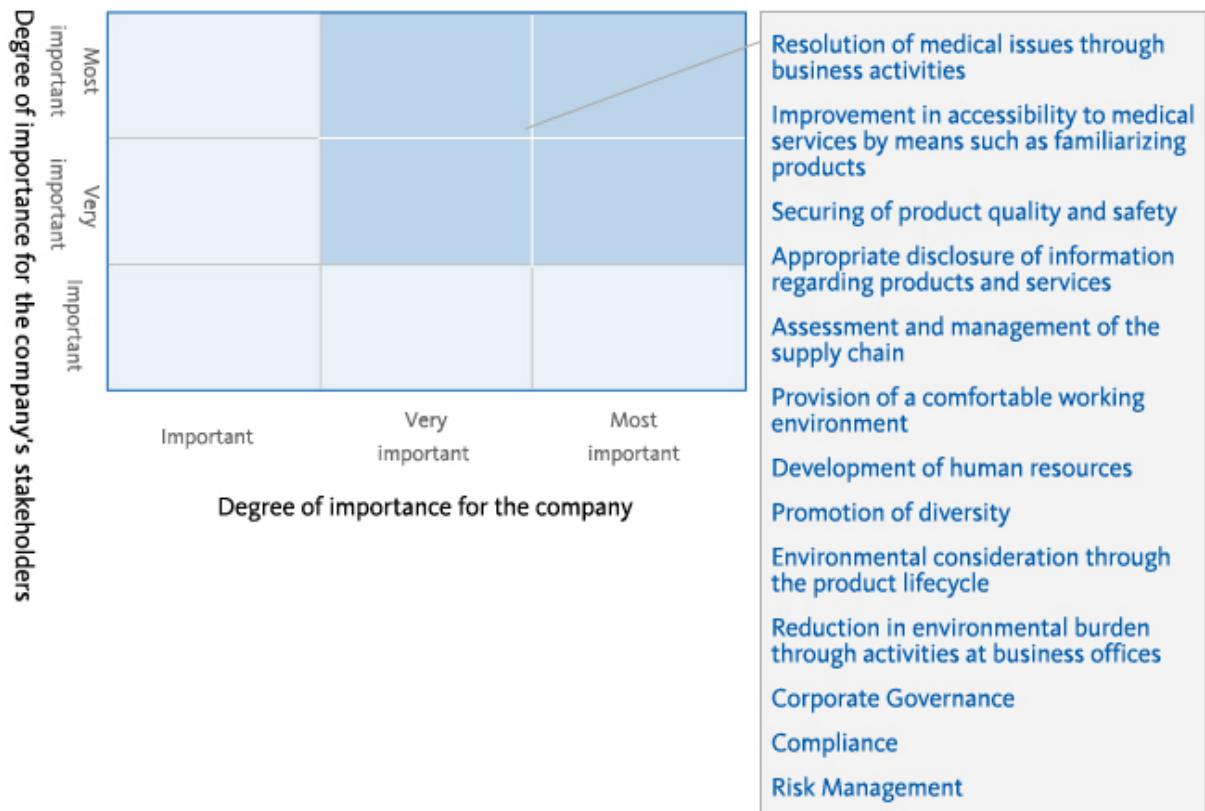 Degree of importance for the company's stakeholders
Most
important
Very
important
Important
Important
Very
important
Most
important
Degree of importance for the company
Resolution of medical issues through
business activities
Improvement in accessibility to medical
services by means such as familiarizing
products
Securing of product quality and safety
Appropriate disclosure of information
regarding products and services
Assessment and management of the
supply chain
Provision of a comfortable working
environment
Development of human resources
Promotion of diversity
Environmental consideration through
the product lifecycle
Reduction in environmental burden
through activities at business offices
Corporate Governance
Compliance
Risk Management